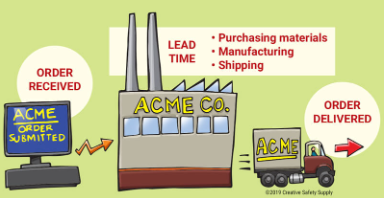 ORDER
RECEIVED
ACME
ORDER
SUBMITTED
LEAD
TIME
• Purchasing materials
• Manufacturing
• Shipping
ACME CO.
ACME
ORDER
DELIVERED
©2019 Creative Safety Supply